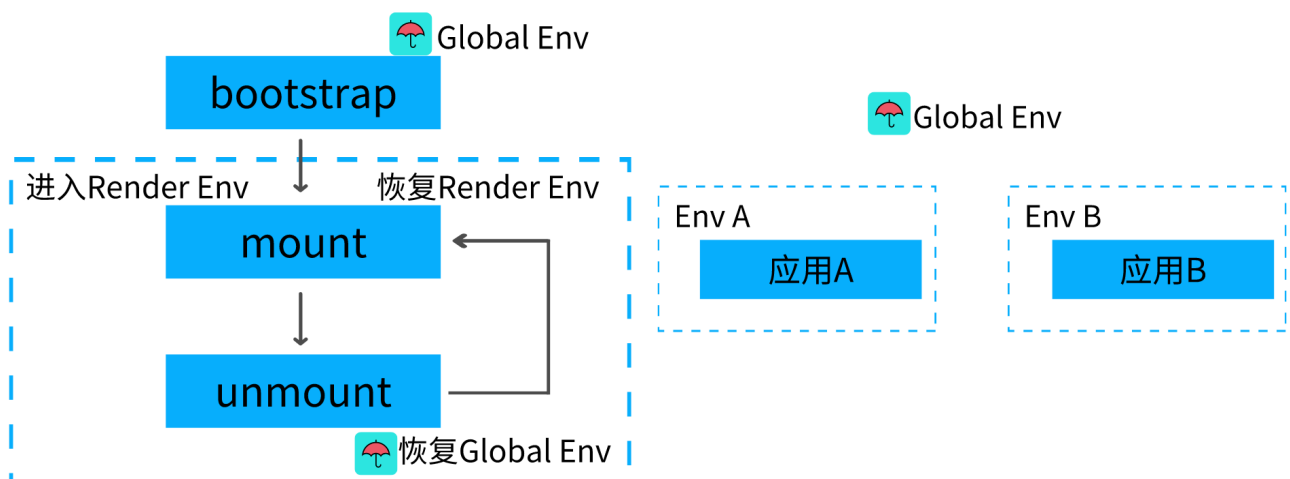 Global Env
bootstrap
进入Render Env
恢复Render Env
mount
unmount
恢复Global Env
Global Env
Env A
应用A
Env B
应用B